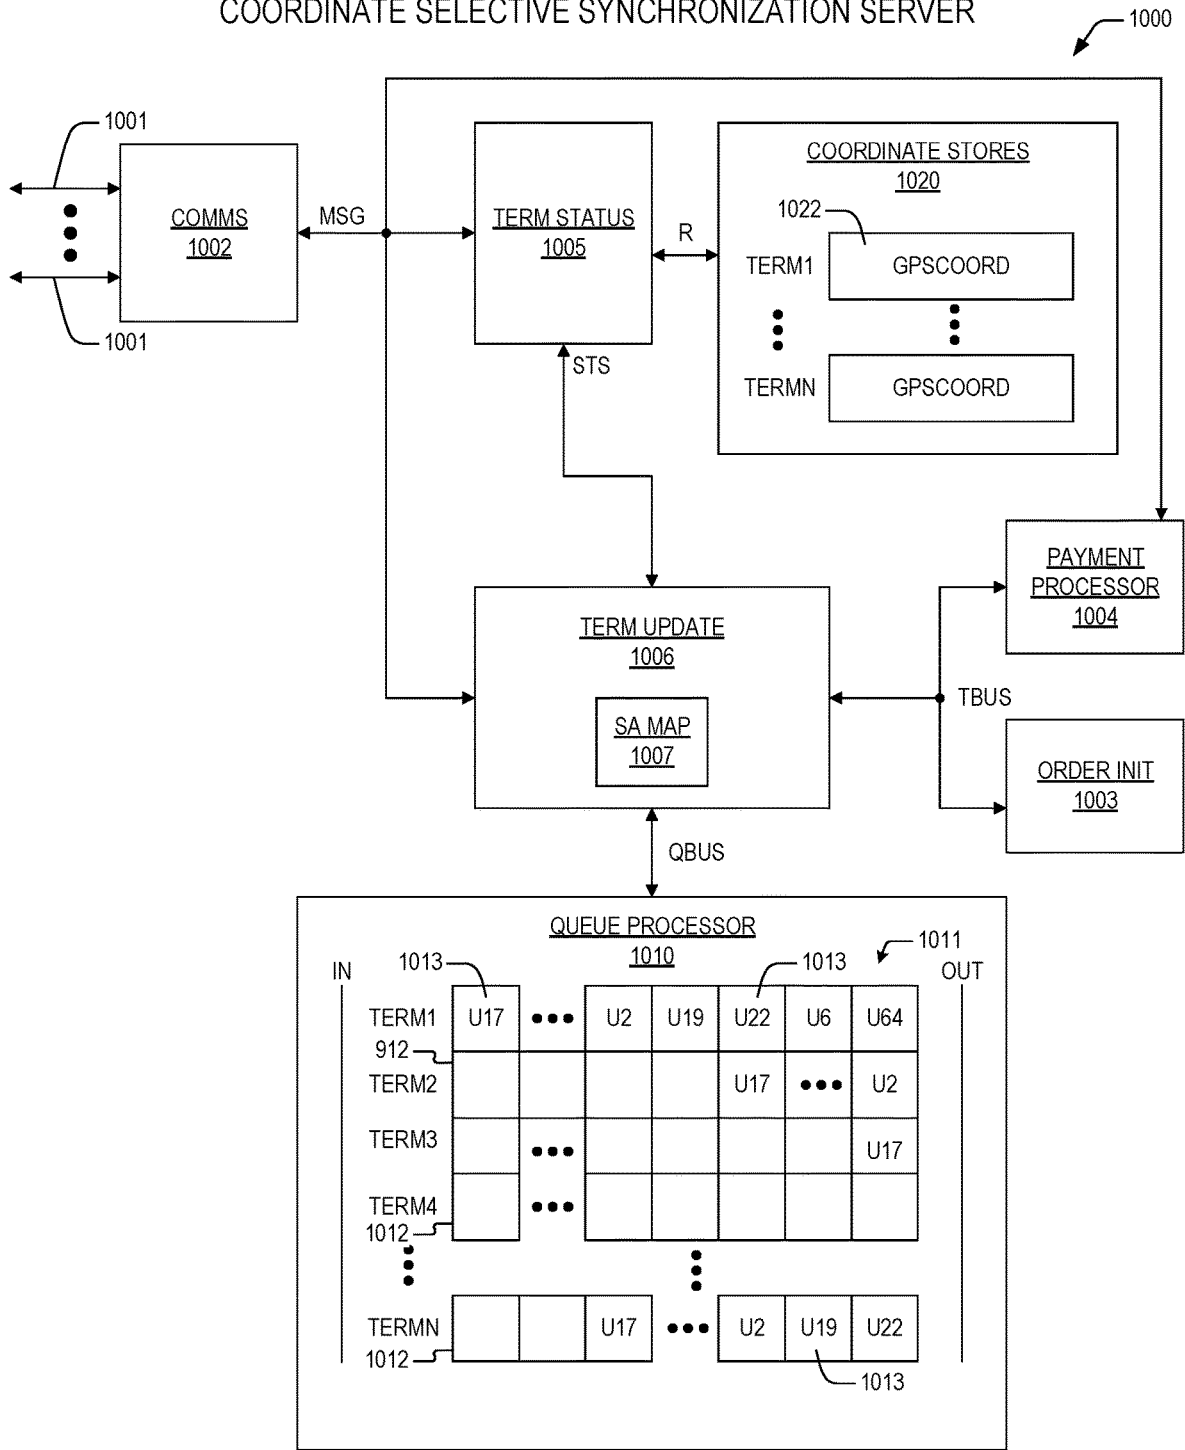 COORDINATE SELECTIVE SYNCHRONIZATION SERVER
1000
1001
COMMS
1002
1001
MSG
TERM STATUS
1005
R
COORDINATE STORES
1020
1022
TERM1
GPSCOORD
TERMN
GPSCOORD
STS
PAYMENT
PROCESSOR
1004
TERM UPDATE
1006
SA MAP
1007
TBUS
ORDER INIT
1003
QBUS
QUEUE PROCESSOR
1010
1011
IN
1013
1013
OUT
TERM1 U17 U2 U19 U22 U6 U64
912
TERM2 U17 U2
TERM3 U17
TERM4
1012
TERMN U17 U2 U19 U22
1012
1013